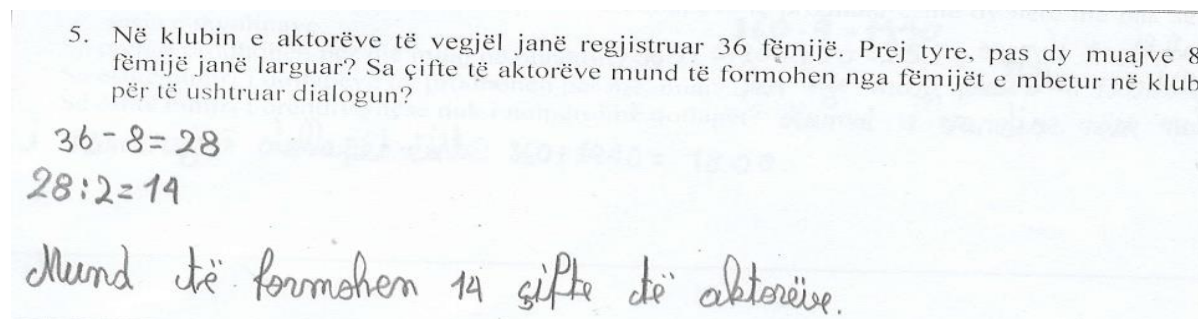 5. Në klubin e aktorëve të vegjël janë regjistruar 36 fëmijë. Prej tyre, pas dy muajve 8
fëmijë janë larguar? Sa çifte të aktorëve mund të formohen nga fëmijët e mbetur në klub
për të ushtruar dialogun?
36-8=28
28:2=14
Mund të formohen 14 çifte të aktorëve.